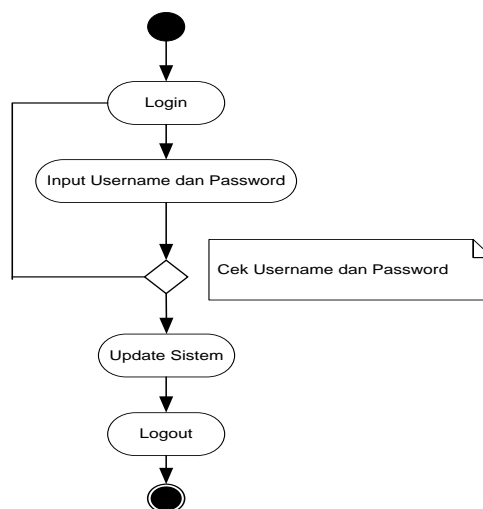 Login
Input Username dan Password
Cek Username dan Password
Update Sistem
Logout